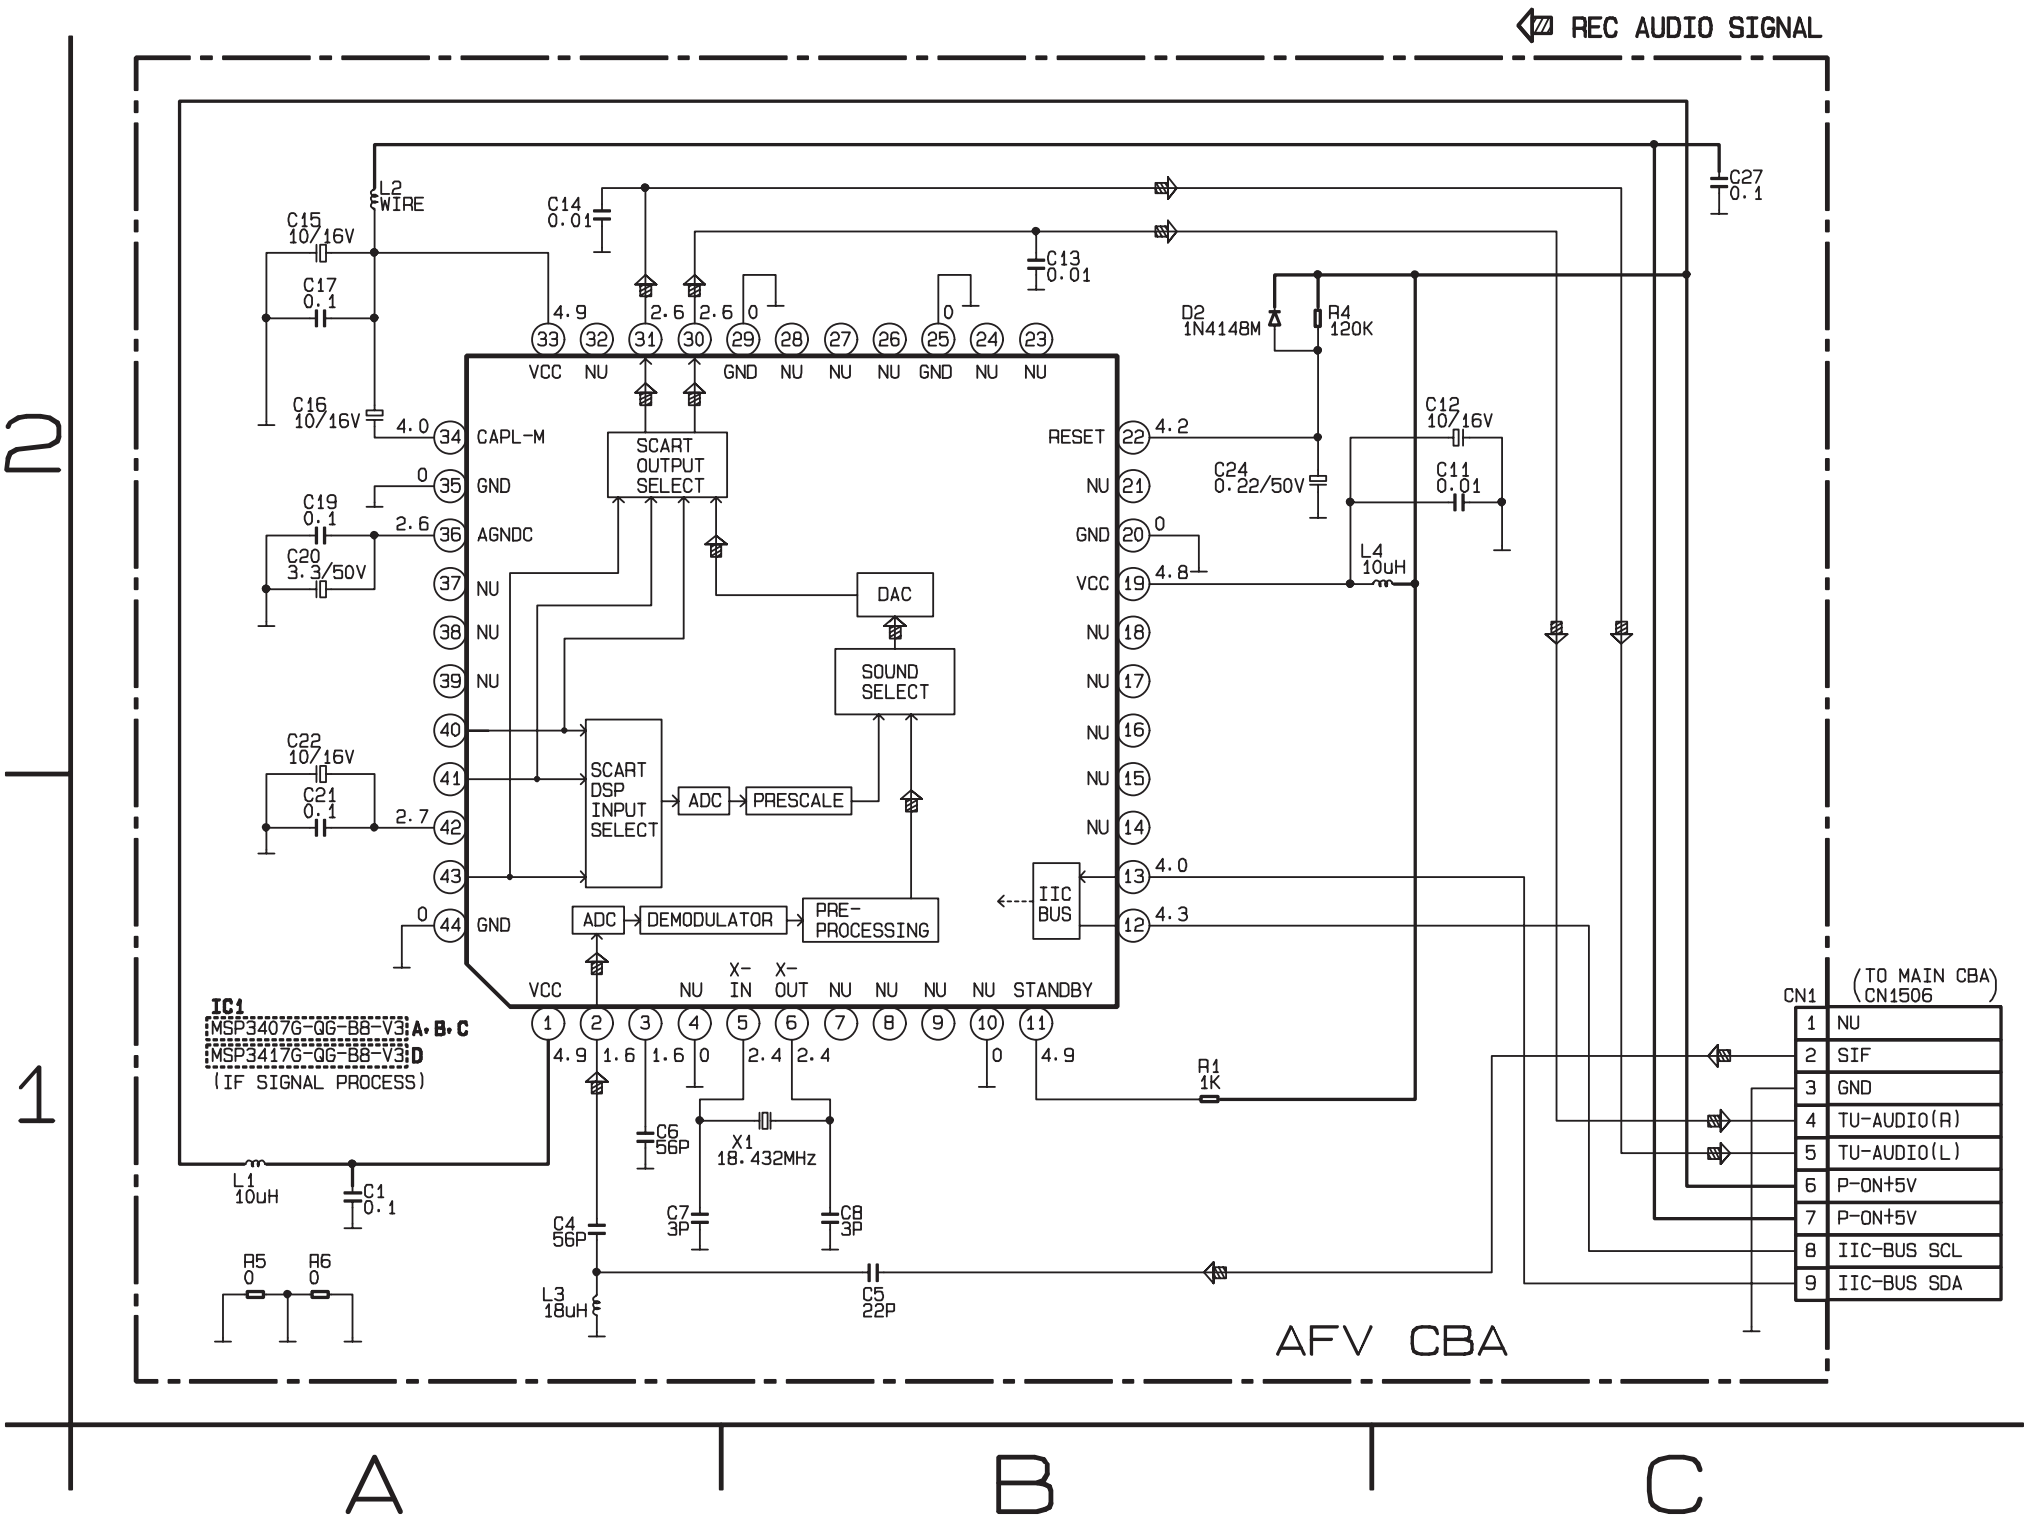 REC AUDIO SIGNAL
L2
WIRE
C15
10/16V
C17
0.1
C14
0.01
C27
0.1
C13
0.01
4.9
2.6
2.6
0
0
D2
1N4148M
R4
120K
33
32
31
30
29
28
27
26
25
24
23
VCC
NU
GND
NU
NU
NU
GND
NU
NU
C16
10/16V
4.0
34
CAPL-M
SCART
OUTPUT
SELECT
RESET
22
4.2
C12
10/16V
C24
0.22/50V
C11
0.01
0
35
GND
NU
21
C19
0.1
2.6
36
AGNDC
GND
20
0
C20
3.3/50V
37
NU
DAC
VCC
19
4.8
L4
10uH
38
NU
NU
18
39
NU
SOUND
SELECT
NU
17
40
NU
16
C22
10/16V
C21
0.1
41
SCART
DSP
INPUT
SELECT
ADC
PRESCALE
NU
15
2.7
42
NU
14
43
IIC
BUS
13
4.0
0
44
GND
ADC
DEMODULATOR
PRE-
PROCESSING
12
4.3
VCC
NU
X-
IN
X-
OUT
NU
NU
NU
NU
STANDBY
1
2
3
4
5
6
7
8
9
10
11
4.9
1.6
1.6
0
2.4
2.4
0
4.9
IC1
MSP3407G-QG-B8-V3 A,B,C
MSP3417G-QG-B8-V3 D
(IF SIGNAL PROCESS)
R1
1K
C6
56P
X1
18.432MHz
L1
10uH
C1
0.1
C4
56P
C7
3P
C8
3P
R5
0
R6
0
L3
18uH
C5
22P
CN1
(TO MAIN CBA)
CN1506
1 NU
2 SIF
3 GND
4 TU-AUDIO(R)
5 TU-AUDIO(L)
6 P-ON+5V
7 P-ON+5V
8 IIC-BUS SCL
9 IIC-BUS SDA
AFV CBA
2
1
A
B
C